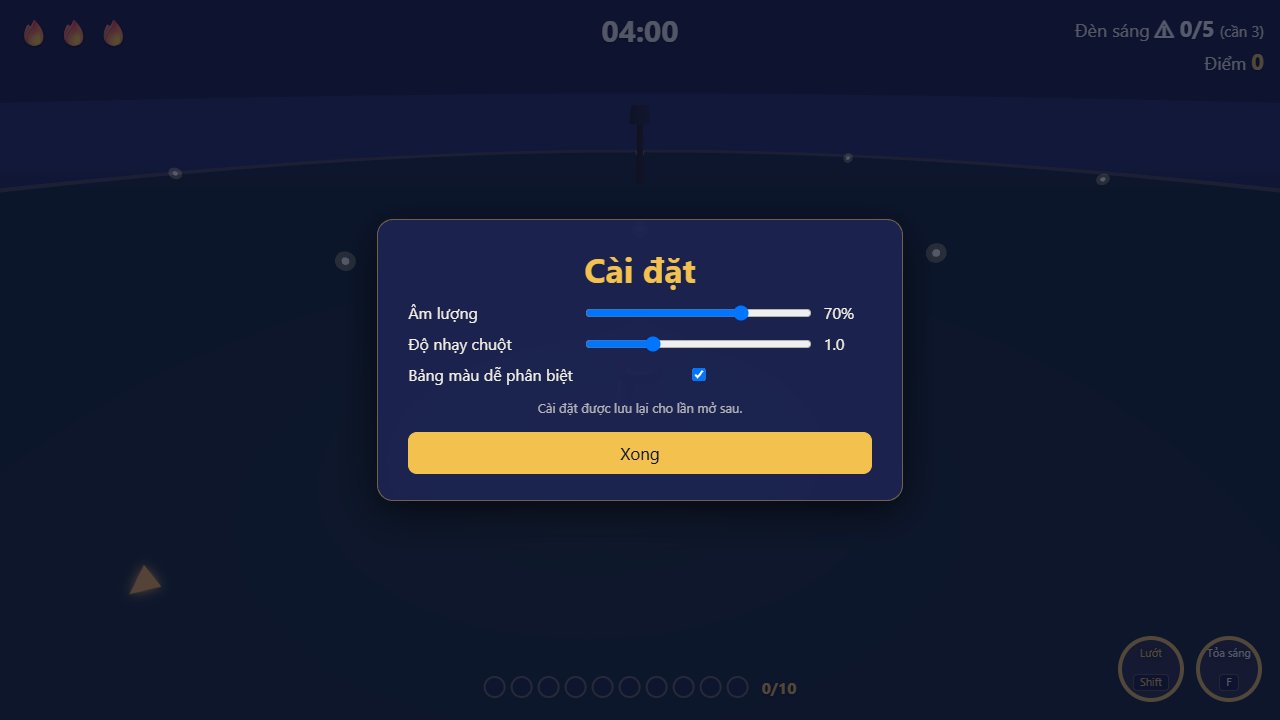 04:00
Đèn sáng ⚠ 0/5 (cần 3)
Điểm 0
Cài đặt
Âm lượng 70%
Độ nhạy chuột 1.0
Bảng màu dễ phân biệt
Cài đặt được lưu lại cho lần mở sau.
Xong
Lướt
Shift
Tỏa sáng
F
0/10